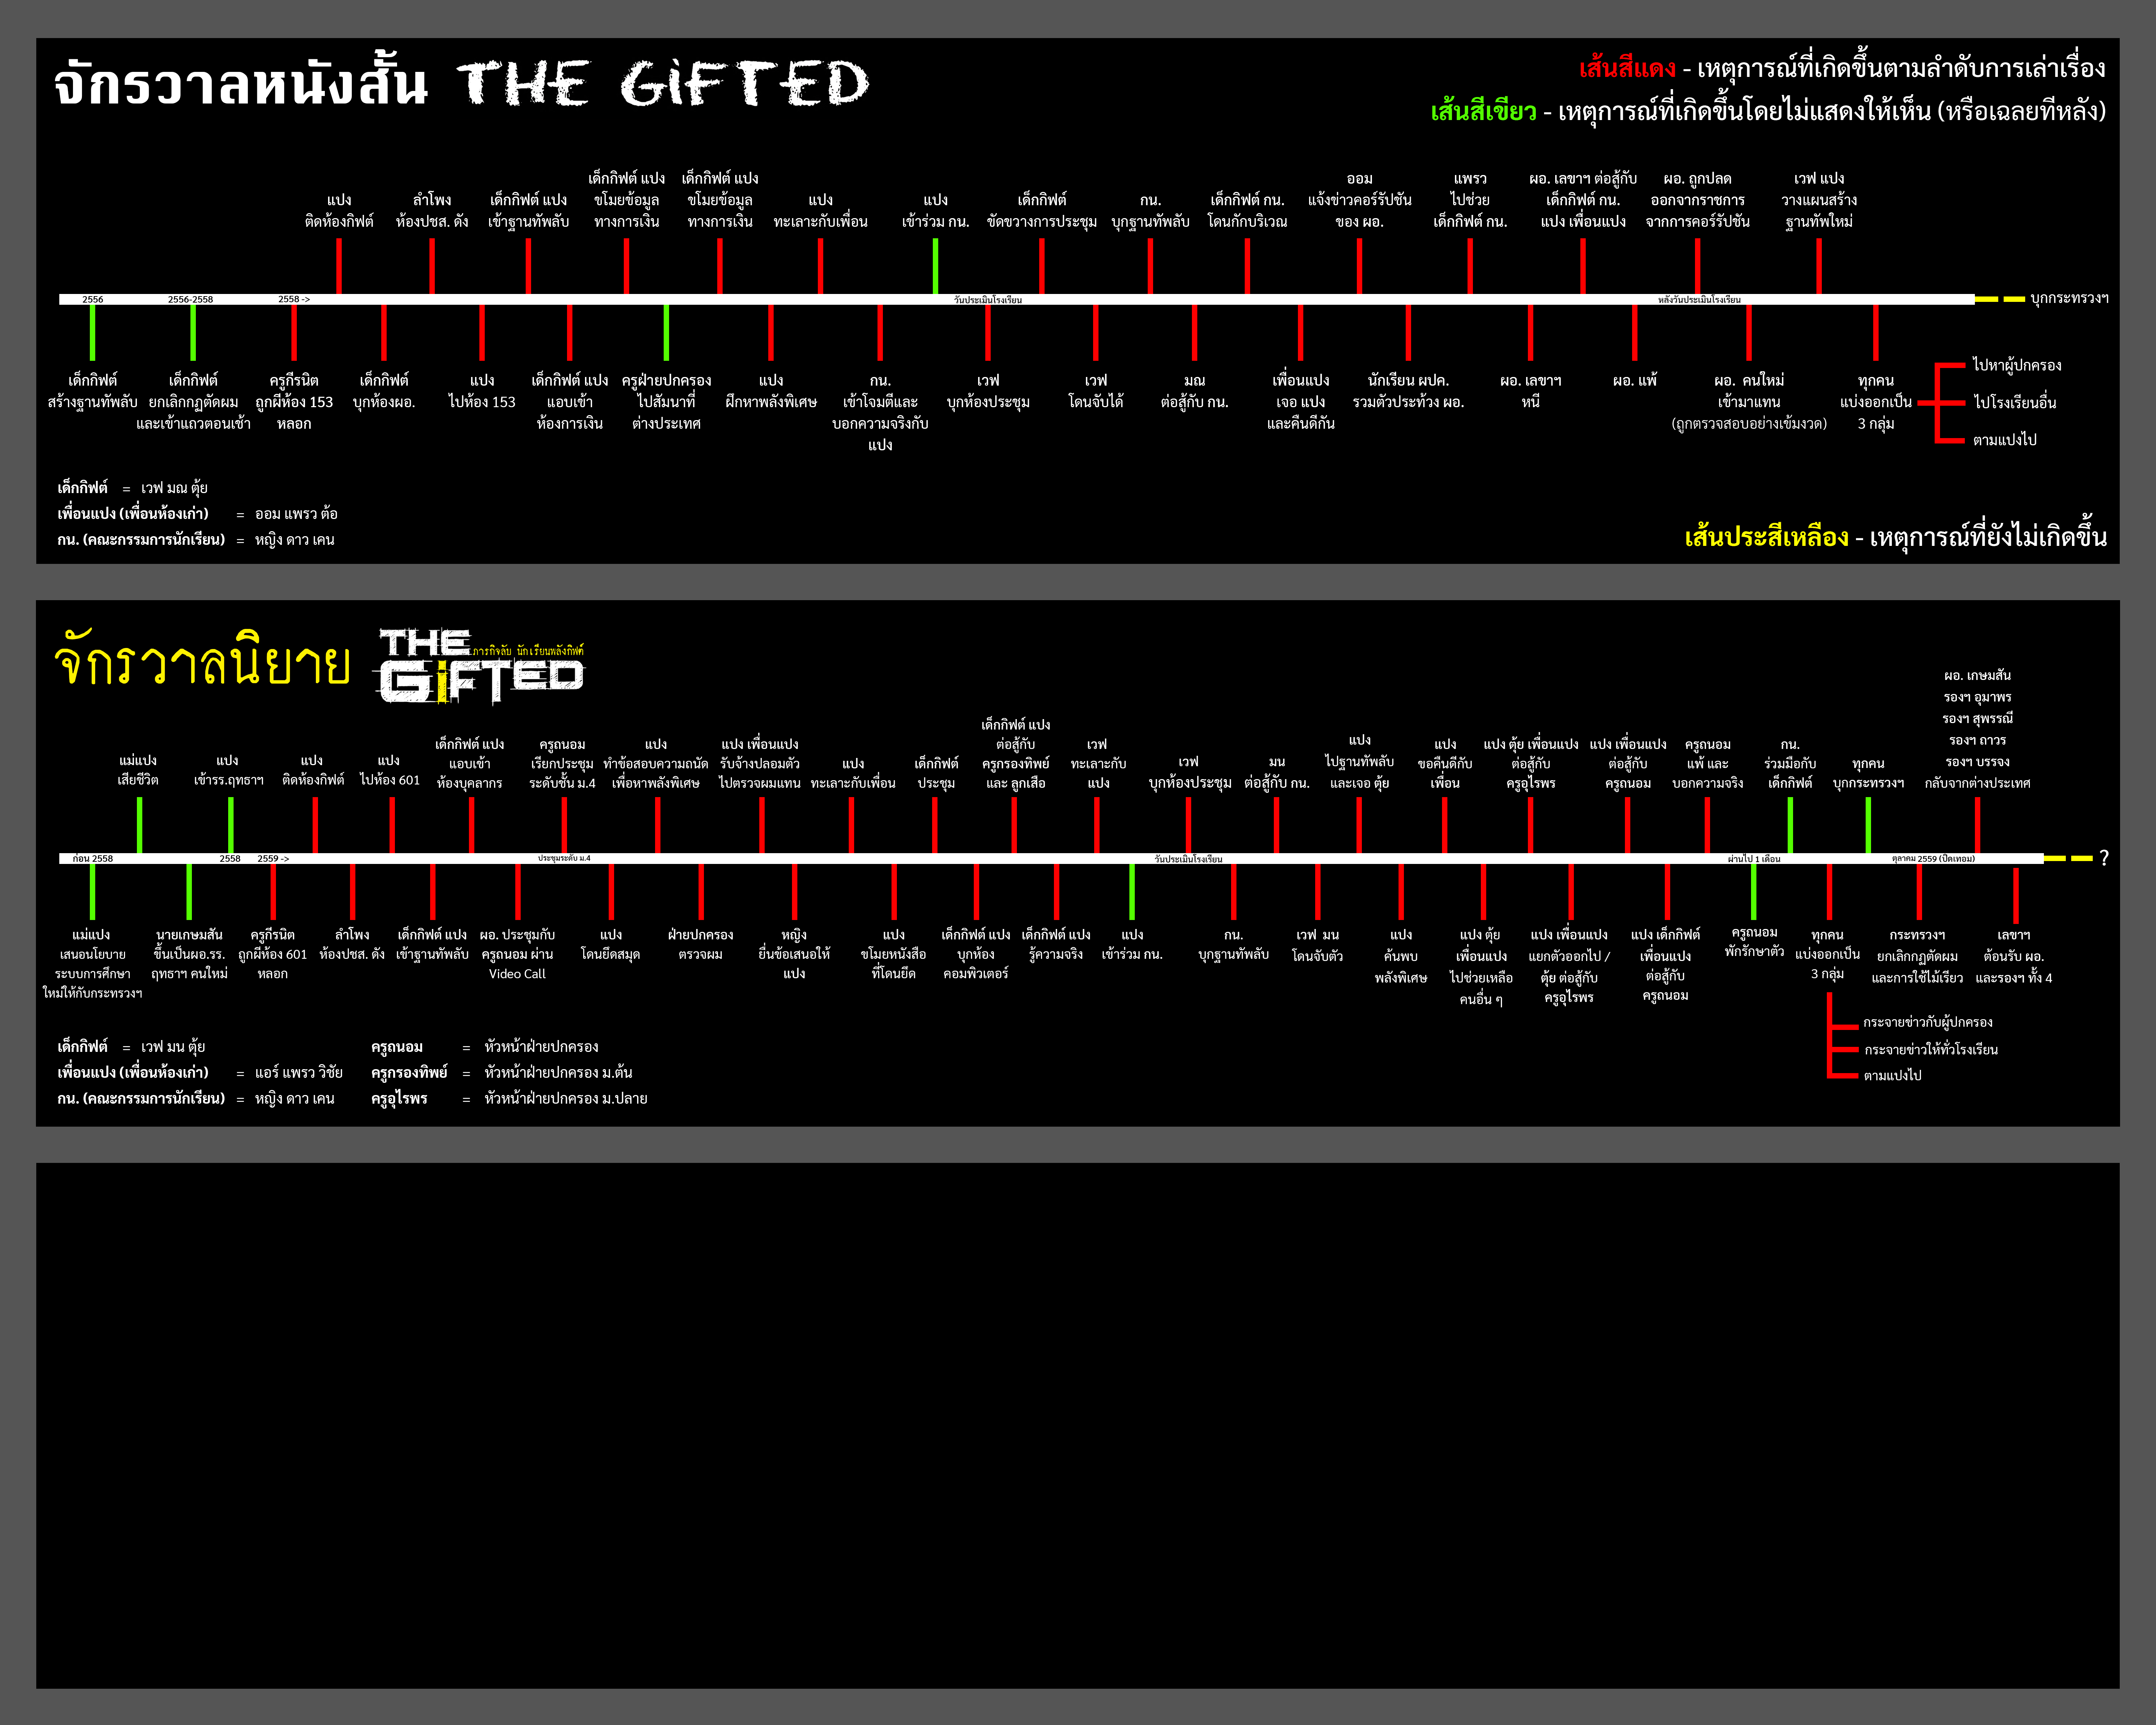 จักรวาลหนังสั้น THE GiFTED
เส้นสีแดง - เหตุการณ์ที่เกิดขึ้นตามลำดับการเล่าเรื่อง
เส้นสีเขียว - เหตุการณ์ที่เกิดขึ้นโดยไม่แสดงให้เห็น (หรือเฉลยทีหลัง)
แปง
ติดห้องกิฟต์
ลำโพง
ห้องปชส. ดัง
เด็กกิฟต์ แปง
เข้าฐานทัพลับ
เด็กกิฟต์ แปง
ขโมยข้อมูล
ทางการเงิน
เด็กกิฟต์ แปง
ขโมยข้อมูล
ทางการเงิน
แปง
ทะเลาะกับเพื่อน
แปง
เข้าร่วม กน.
เด็กกิฟต์
ขัดขวางการประชุม
กน.
บุกฐานทัพลับ
เด็กกิฟต์ กน.
โดนกักบริเวณ
ออม
แจ้งข่าวคอร์รัปชัน
ของ ผอ.
แพรว
ไปช่วย
เด็กกิฟต์ กน.
ผอ. เลขาฯ ต่อสู้กับ
เด็กกิฟต์ กน.
แปง เพื่อนแปง
ผอ. ถูกปลด
ออกจากราชการ
จากการคอร์รัปชัน
เวฟ แปง
วางแผนสร้าง
ฐานทัพใหม่
2556
2556-2558
2558 ->
วันประเมินโรงเรียน
หลังวันประเมินโรงเรียน
บุกกระทรวงฯ
เด็กกิฟต์
สร้างฐานทัพลับ
เด็กกิฟต์
ยกเลิกกฏตัดผม
และเข้าแถวตอนเช้า
ครูกีรนิต
ถูกผีห้อง 153
หลอก
เด็กกิฟต์
บุกห้องผอ.
แปง
ไปห้อง 153
เด็กกิฟต์ แปง
แอบเข้า
ห้องการเงิน
ครูฝ่ายปกครอง
ไปสัมนาที่
ต่างประเทศ
แปง
ฝึกหาพลังพิเศษ
กน.
เข้าโจมตีและ
บอกความจริงกับ
แปง
เวฟ
บุกห้องประชุม
เวฟ
โดนจับได้
มณ
ต่อสู้กับ กน.
เพื่อนแปง
เจอ แปง
และคืนดีกัน
นักเรียน ผปค.
รวมตัวประท้วง ผอ.
ผอ. เลขาฯ
หนี
ผอ. แพ้
ผอ. คนใหม่
เข้ามาแทน
(ถูกตรวจสอบอย่างเข้มงวด)
ทุกคน
แบ่งออกเป็น
3 กลุ่ม
ไปหาผู้ปกครอง
ไปโรงเรียนอื่น
ตามแปงไป
เด็กกิฟต์ = เวฟ มณ ตุ้ย
เพื่อนแปง (เพื่อนห้องเก่า) = ออม แพรว ต้อ
กน. (คณะกรรมการนักเรียน) = หญิง ดาว เคน
เส้นประสีเหลือง - เหตุการณ์ที่ยังไม่เกิดขึ้น
จักรวาลนิยาย THE GiFTED
ภารกิจลับ นักเรียนพลังกิฟต์
แม่แปง
เสียชีวิต
แปง
เข้ารร.ฤทธาฯ
แปง
ติดห้องกิฟต์
แปง
ไปห้อง 601
เด็กกิฟต์ แปง
แอบเข้า
ห้องบุคลากร
ครูถนอม
เรียกประชุม
ระดับชั้น ม.4
แปง
ทำข้อสอบความถนัด
เพื่อหาพลังพิเศษ
แปง เพื่อนแปง
รับจ้างปลอมตัว
ไปตรวจผมแทน
แปง
ทะเลาะกับเพื่อน
เด็กกิฟต์
ประชุม
เด็กกิฟต์ แปง
ต่อสู้กับ
ครูกรองทิพย์
และ ลูกเสือ
เวฟ
ทะเลาะกับ
แปง
เวฟ
บุกห้องประชุม
มน
ต่อสู้กับ กน.
แปง
ไปฐานทัพลับ
และเจอ ตุ้ย
แปง
ขอคืนดีกับ
เพื่อน
แปง ตุ้ย เพื่อนแปง
ต่อสู้กับ
ครูอุไรพร
แปง เพื่อนแปง
ต่อสู้กับ
ครูถนอม
ครูถนอม
แพ้ และ
บอกความจริง
กน.
ร่วมมือกับ
เด็กกิฟต์
ทุกคน
บุกกระทรวงฯ
ผอ. เกษมสัน
รองฯ อุมาพร
รองฯ สุพรรณี
รองฯ ถาวร
รองฯ บรรจง
กลับจากต่างประเทศ
ก่อน 2558
2558
2559 ->
ประชุมระดับ ม.4
วันประเมินโรงเรียน
ผ่านไป 1 เดือน
ตุลาคม 2559 (ปิดเทอม)
?
แม่แปง
เสนอนโยบาย
ระบบการศึกษา
ใหม่ให้กับกระทรวงฯ
นายเกษมสัน
ขึ้นเป็นผอ.รร.
ฤทธาฯ คนใหม่
ครูกีรนิต
ถูกผีห้อง 601
หลอก
ลำโพง
ห้องปชส. ดัง
เด็กกิฟต์ แปง
เข้าฐานทัพลับ
ผอ. ประชุมกับ
ครูถนอม ผ่าน
Video Call
แปง
โดนยึดสมุด
ฝ่ายปกครอง
ตรวจผม
หญิง
ยื่นข้อเสนอให้
แปง
แปง
ขโมยหนังสือ
ที่โดนยึด
เด็กกิฟต์ แปง
บุกห้อง
คอมพิวเตอร์
เด็กกิฟต์ แปง
รู้ความจริง
แปง
เข้าร่วม กน.
กน.
บุกฐานทัพลับ
เวฟ มน
โดนจับตัว
แปง
ค้นพบ
พลังพิเศษ
แปง ตุ้ย
เพื่อนแปง
ไปช่วยเหลือ
คนอื่น ๆ
แปง เพื่อนแปง
แยกตัวออกไป /
ตุ้ย ต่อสู้กับ
ครูอุไรพร
แปง เด็กกิฟต์
เพื่อนแปง
ต่อสู้กับ
ครูถนอม
ครูถนอม
พักรักษาตัว
ทุกคน
แบ่งออกเป็น
3 กลุ่ม
กระทรวงฯ
ยกเลิกกฏตัดผม
และการใช้ไม้เรียว
เลขาฯ
ต้อนรับ ผอ.
และรองฯ ทั้ง 4
กระจายข่าวกับผู้ปกครอง
กระจายข่าวให้ทั่วโรงเรียน
ตามแปงไป
เด็กกิฟต์ = เวฟ มน ตุ้ย
เพื่อนแปง (เพื่อนห้องเก่า) = แอร์ แพรว วิชัย
กน. (คณะกรรมการนักเรียน) = หญิง ดาว เคน
ครูถนอม = หัวหน้าฝ่ายปกครอง
ครูกรองทิพย์ = หัวหน้าฝ่ายปกครอง ม.ต้น
ครูอุไรพร = หัวหน้าฝ่ายปกครอง ม.ปลาย